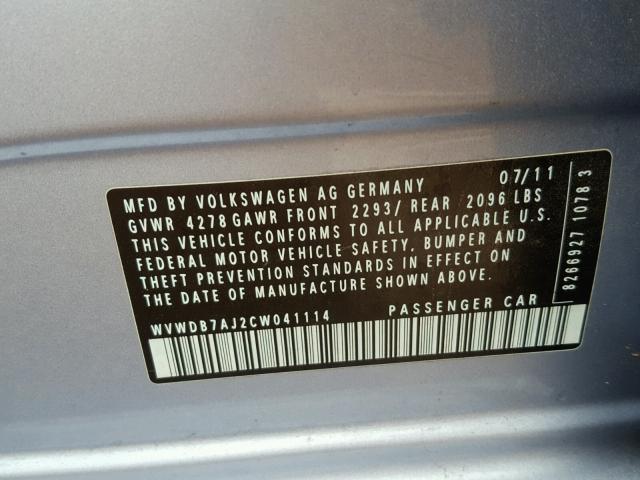 MFD BY VOLKSWAGEN AG GERMANY 07/11
GVWR 4278 GAWR FRONT 2293/ REAR 2096 LBS
THIS VEHICLE CONFORMS TO ALL APPLICABLE U.S.
FEDERAL MOTOR VEHICLE SAFETY, BUMPER AND
THEFT PREVENTION STANDARDS IN EFFECT ON
THE DATE OF MANUFACTURE SHOWN ABOVE.
WVWDB7AJ2CW041114 PASSENGER CAR
8266927 1078 3